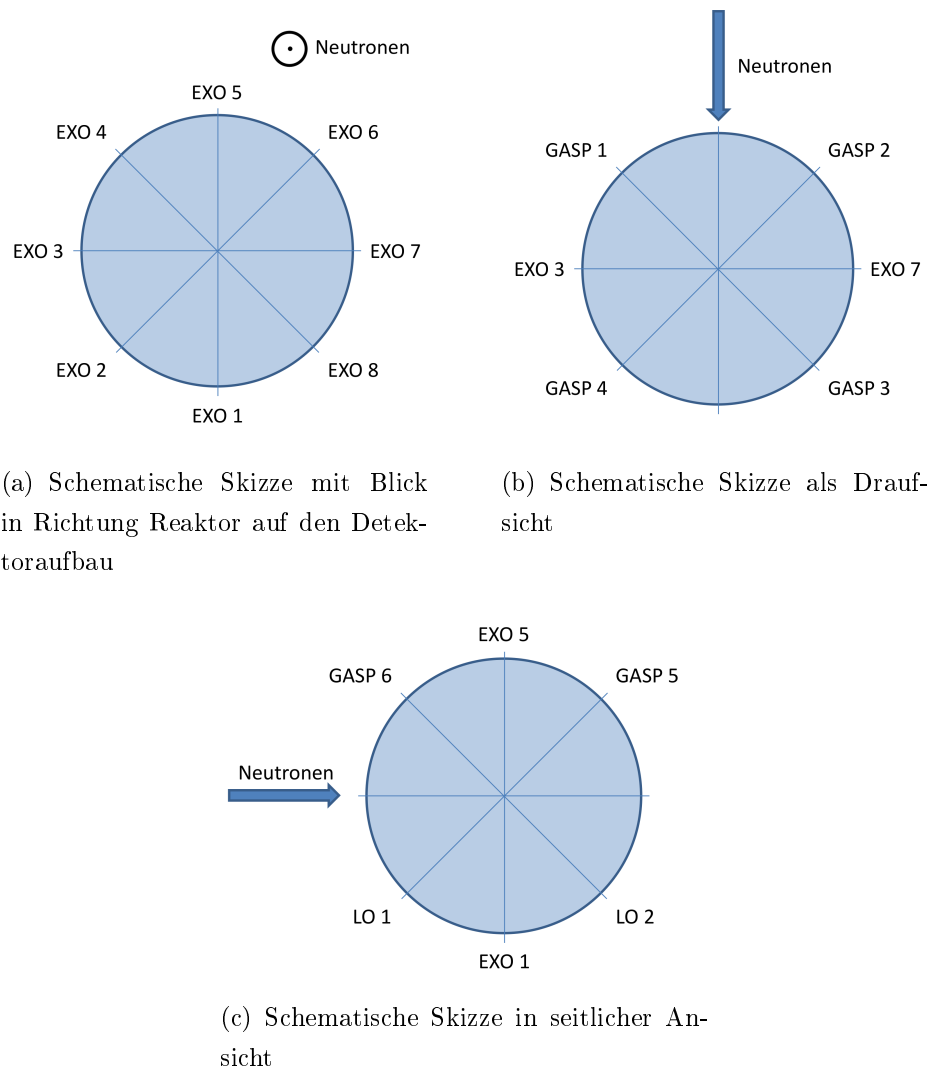 Neutronen
EXO 5
EXO 4
EXO 6
EXO 3
EXO 7
EXO 2
EXO 8
EXO 1
(a) Schematische Skizze mit Blick
in Richtung Reaktor auf den Detek-
toraufbau
Neutronen
GASP 1
GASP 2
EXO 3
EXO 7
GASP 4
GASP 3
(b) Schematische Skizze als Drauf-
sicht
EXO 5
GASP 6
GASP 5
Neutronen
LO 1
LO 2
EXO 1
(c) Schematische Skizze in seitlicher An-
sicht